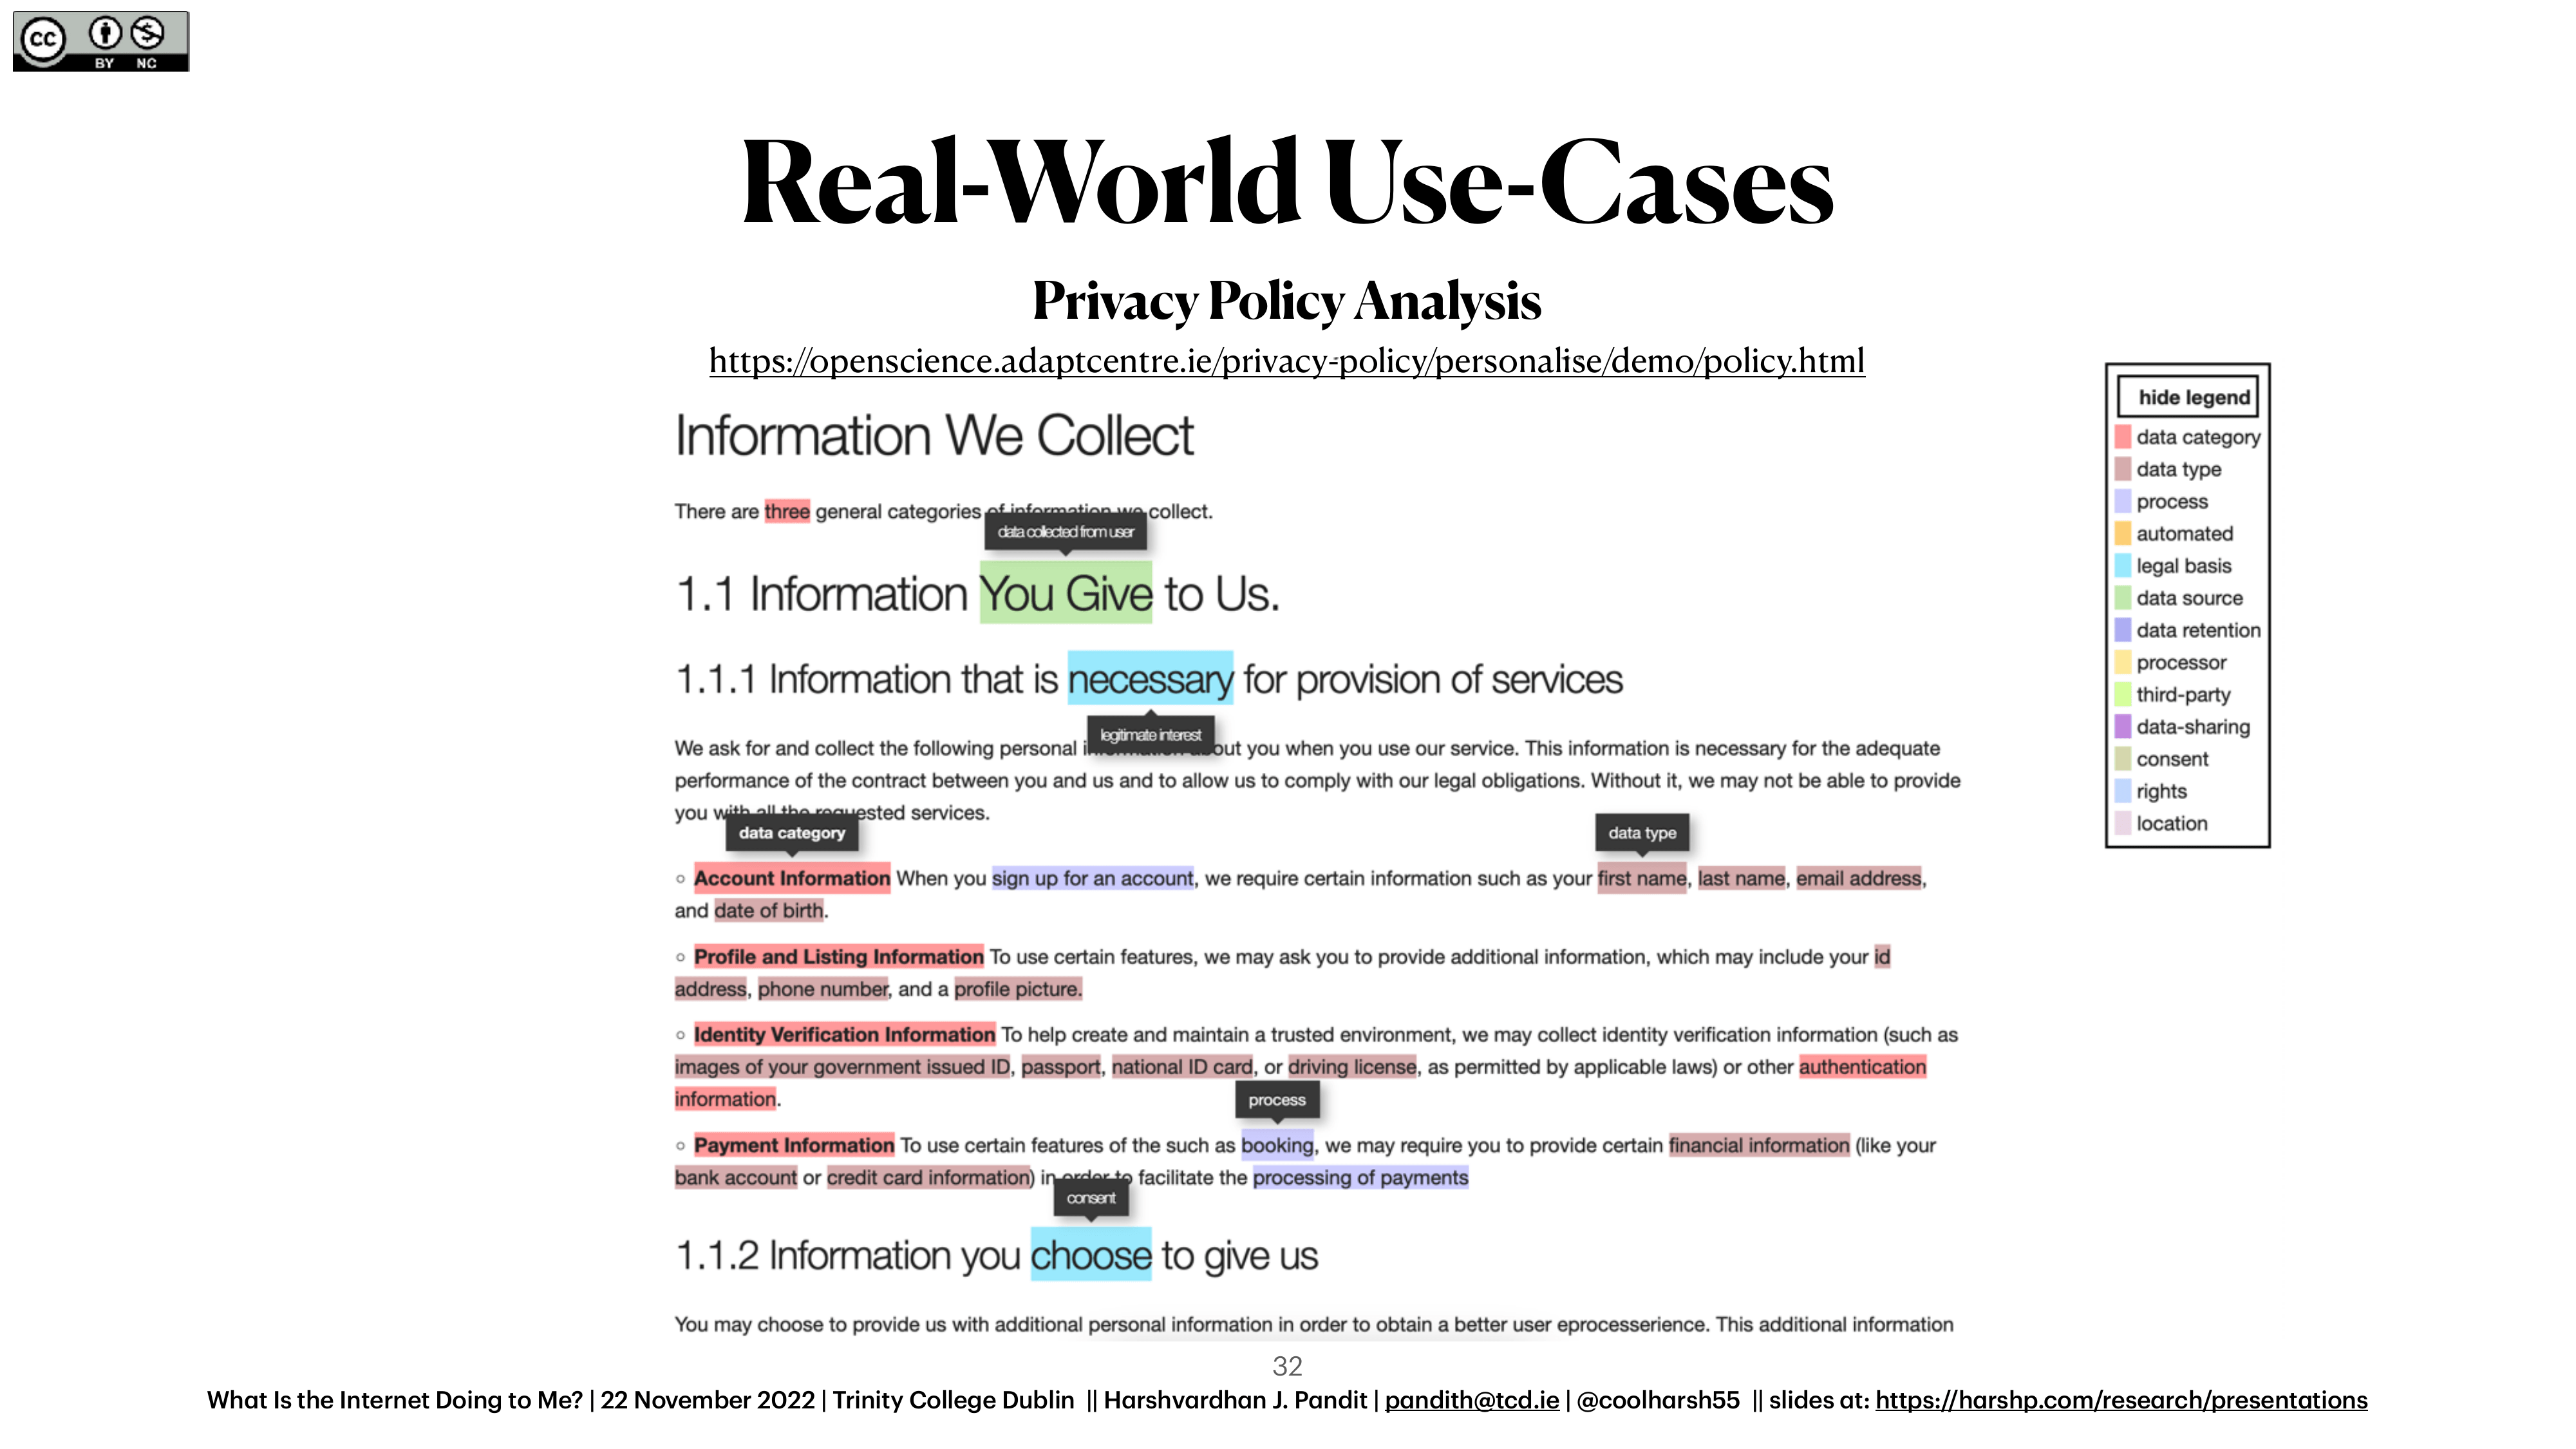 cc BY NC
Real-World Use-Cases
Privacy Policy Analysis
https://openscience.adaptcentre.ie/privacy-policy/personalise/demo/policy.html
Information We Collect
There are three general categories of information we collect.
data collected from user
1.1 Information You Give to Us.
1.1.1 Information that is necessary for provision of services
legitimate interest
We ask for and collect the following personal information about you when you use our service. This information is necessary for the adequate
performance of the contract between you and us and to allow us to comply with our legal obligations. Without it, we may not be able to provide
you with all the requested services.
data category
data type
○ Account Information When you sign up for an account, we require certain information such as your first name, last name, email address,
and date of birth.
○ Profile and Listing Information To use certain features, we may ask you to provide additional information, which may include your id
address, phone number, and a profile picture.
○ Identity Verification Information To help create and maintain a trusted environment, we may collect identity verification information (such as
images of your government issued ID, passport, national ID card, or driving license, as permitted by applicable laws) or other authentication
information.
process
○ Payment Information To use certain features of the such as booking, we may require you to provide certain financial information (like your
bank account or credit card information) in order to facilitate the processing of payments
consent
1.1.2 Information you choose to give us
You may choose to provide us with additional personal information in order to obtain a better user eprocesserience. This additional information
hide legend
data category
data type
process
automated
legal basis
data source
data retention
processor
third-party
data-sharing
consent
rights
location
32
What Is the Internet Doing to Me? | 22 November 2022 | Trinity College Dublin || Harshvardhan J. Pandit | pandith@tcd.ie | @coolharsh55 || slides at: https://harshp.com/research/presentations